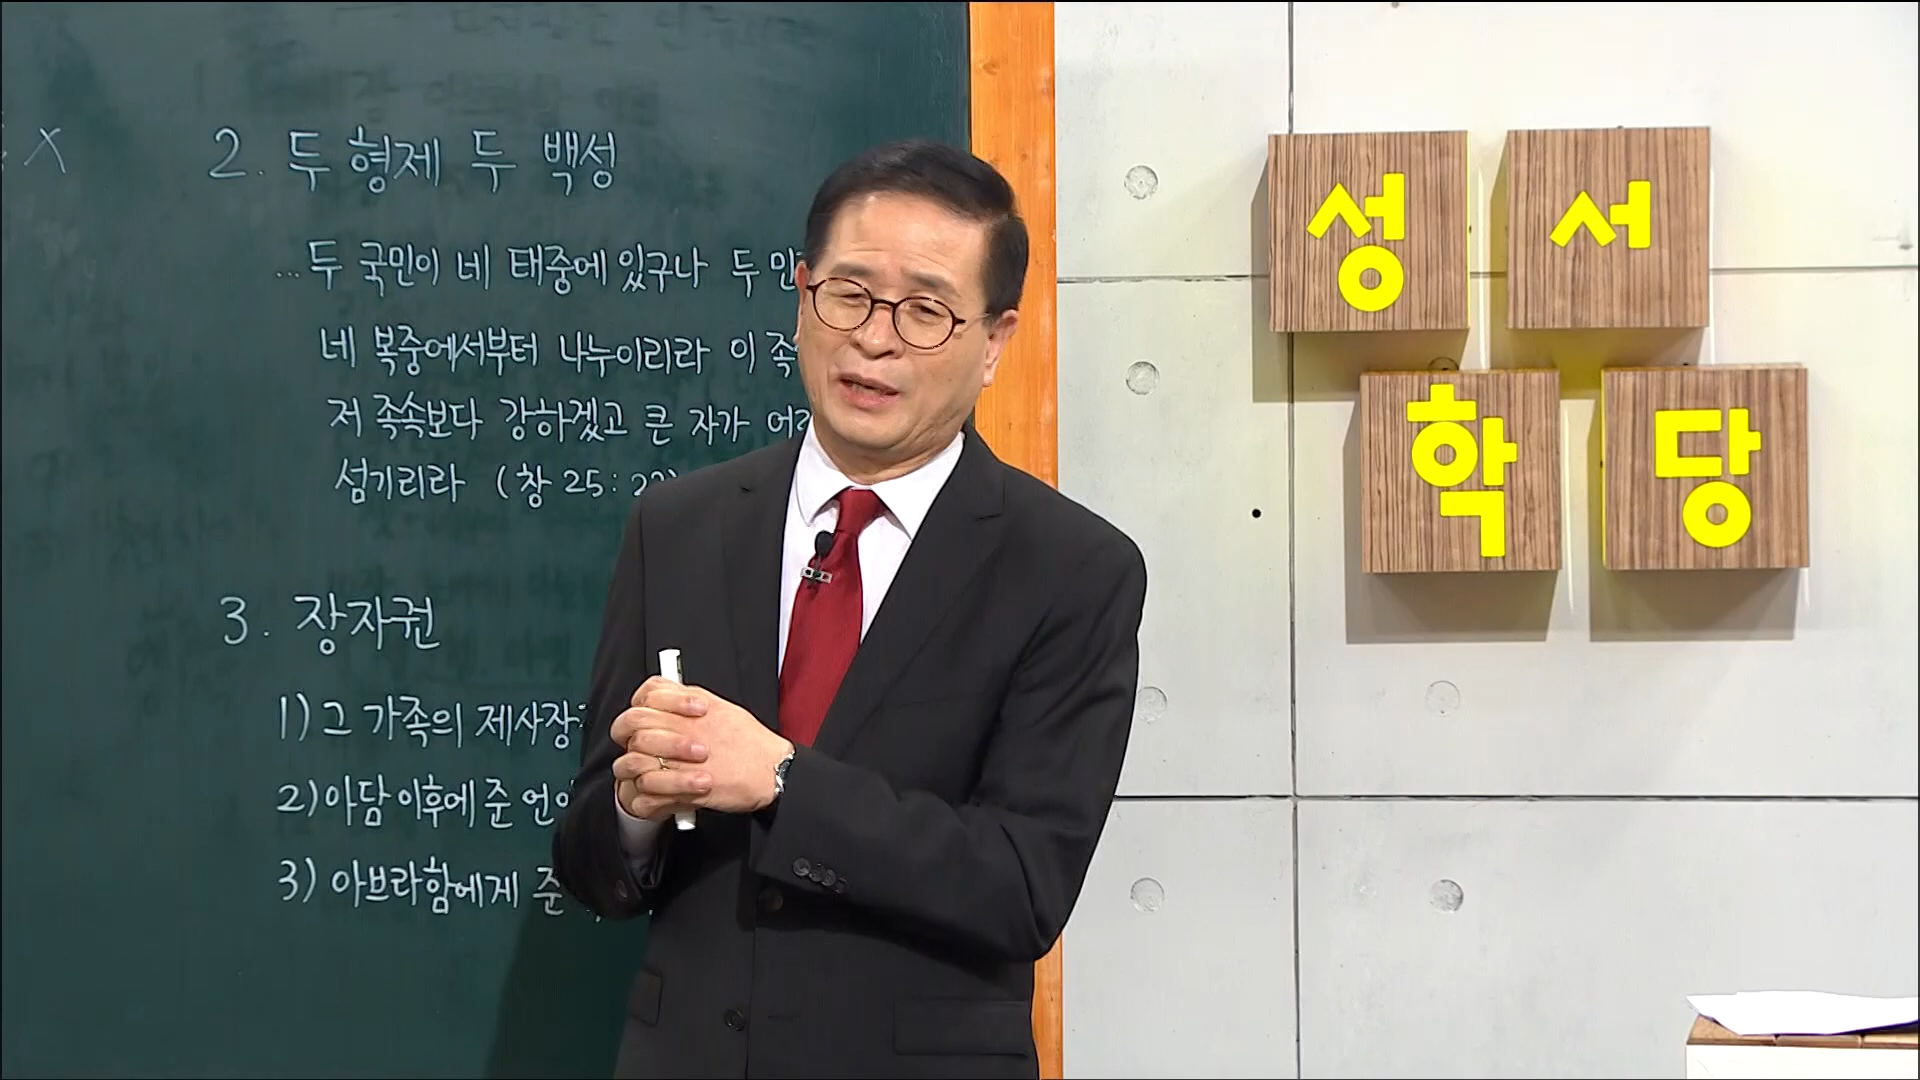 X
2. 두 형제 두 백성
...두 국민이 네 태중에 있구나 두
네 복중에서부터 나누이리라 이
저 족속보다 강하겠고 큰 자가
섬기리라 (창 25:
3. 장자권
1) 그 가족의 제사장
2) 아담 이후에 준
3) 아브라함에게 준
성서
학당